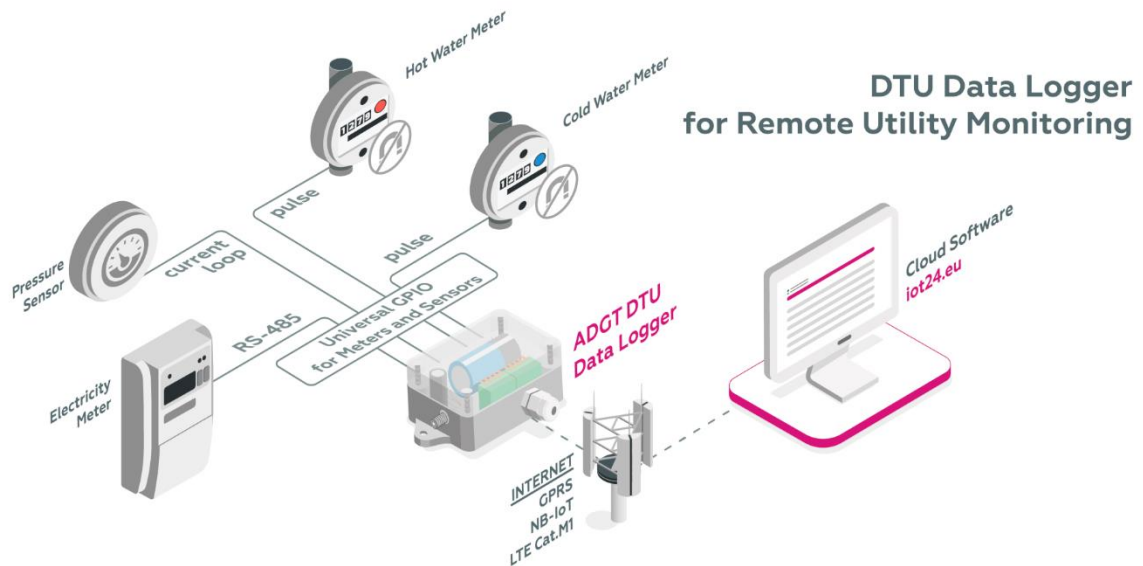 DTU Data Logger
for Remote Utility Monitoring
Hot Water Meter
1279
Cold Water Meter
1279
pulse
pulse
Pressure
Sensor
current
loop
RS-485
Universal GPIO
for Meters and Sensors
Electricity
Meter
ADGT DTU
Data Logger
Cloud Software
iot24.eu
INTERNET
GPRS
NB-IoT
LTE Cat.M1